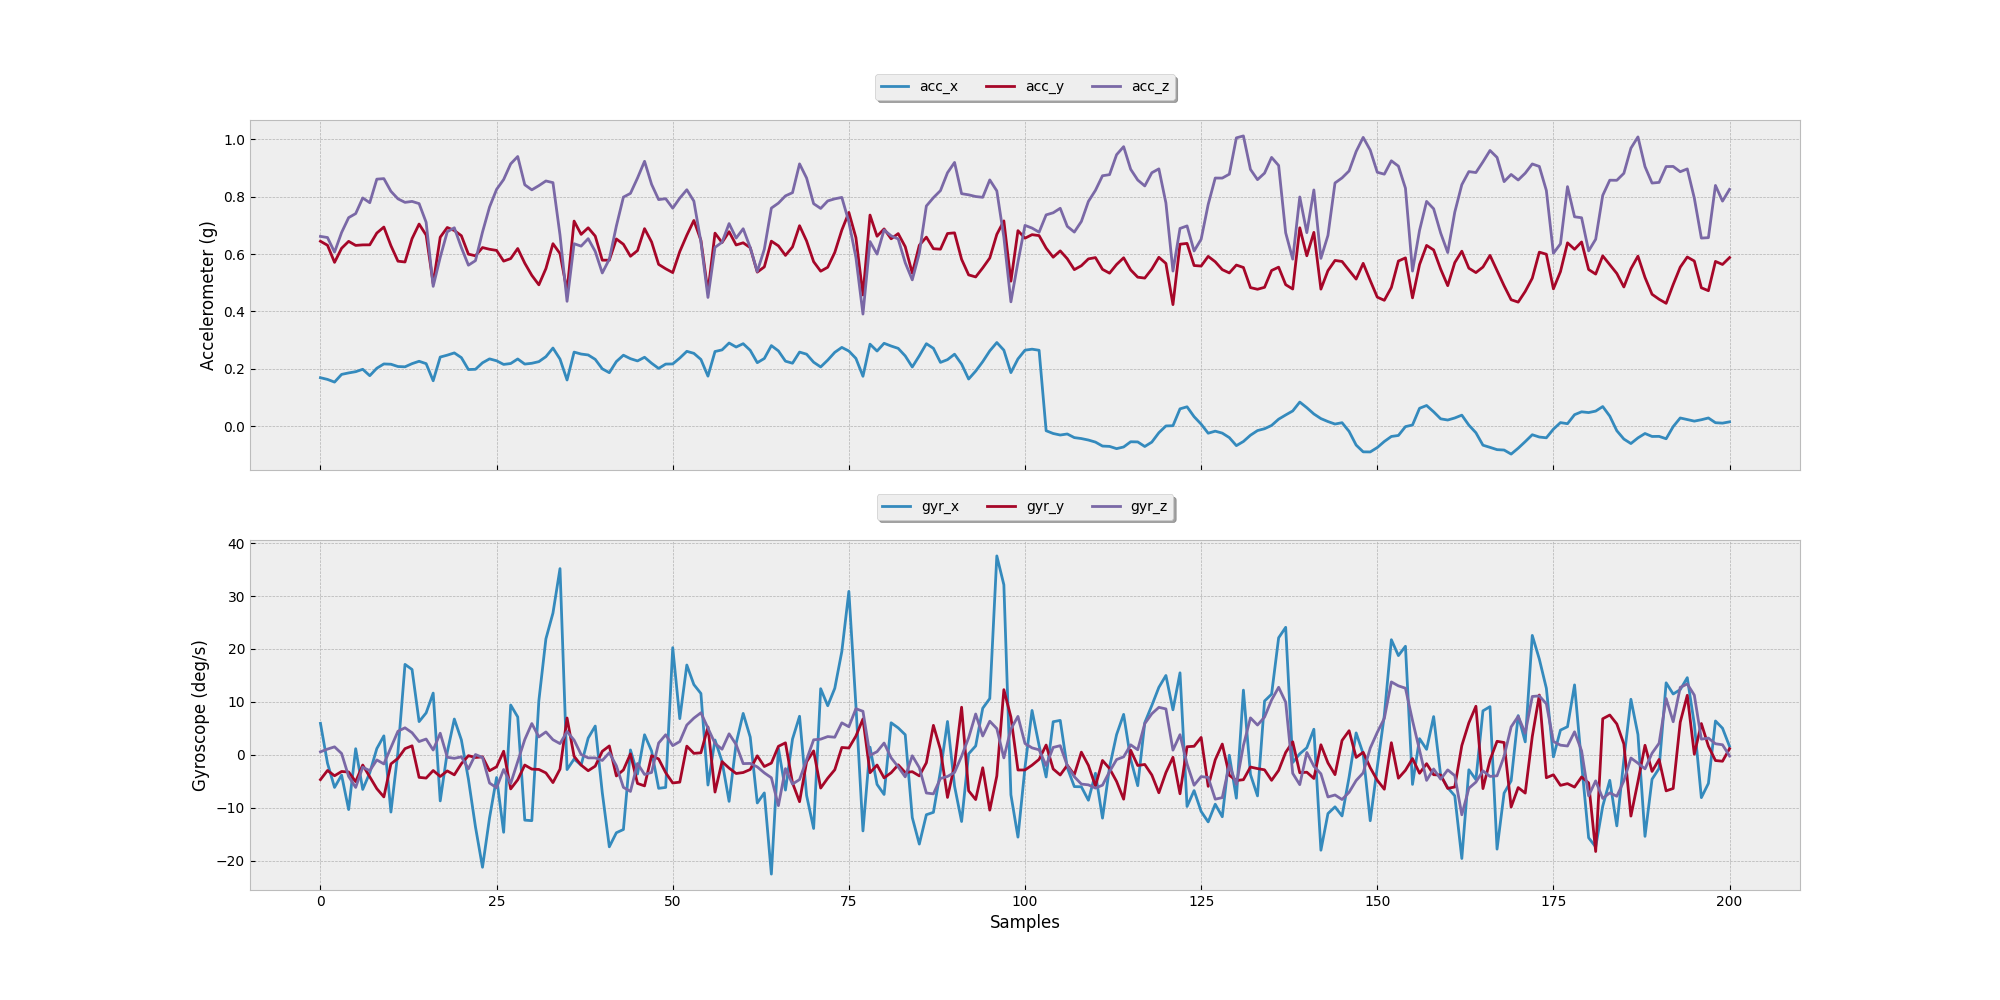 acc_x acc_y acc_z
Accelerometer (g)
1.0
0.8
0.6
0.4
0.2
0.0
gyr_x gyr_y gyr_z
Gyroscope (deg/s)
40
30
20
10
0
−10
−20
0 25 50 75 100 125 150 175 200
Samples